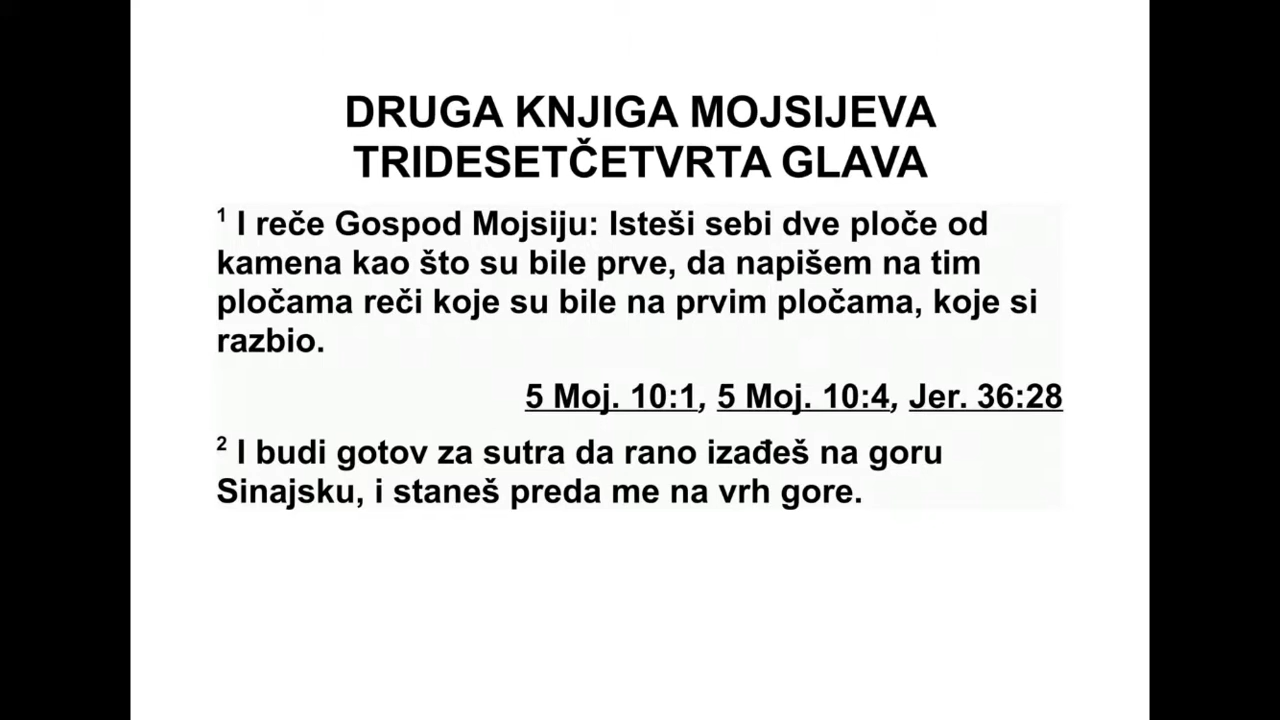 DRUGA KNJIGA MOJSIJEVA
TRIDESETČETVRTA GLAVA
1 I reče Gospod Mojsiju: Isteši sebi dve ploče od
kamena kao što su bile prve, da napišem na tim
pločama reči koje su bile na prvim pločama, koje si
razbio.
5 Moj. 10:1, 5 Moj. 10:4, Jer. 36:28
2 I budi gotov za sutra da rano izađeš na goru
Sinajsku, i staneš preda me na vrh gore.